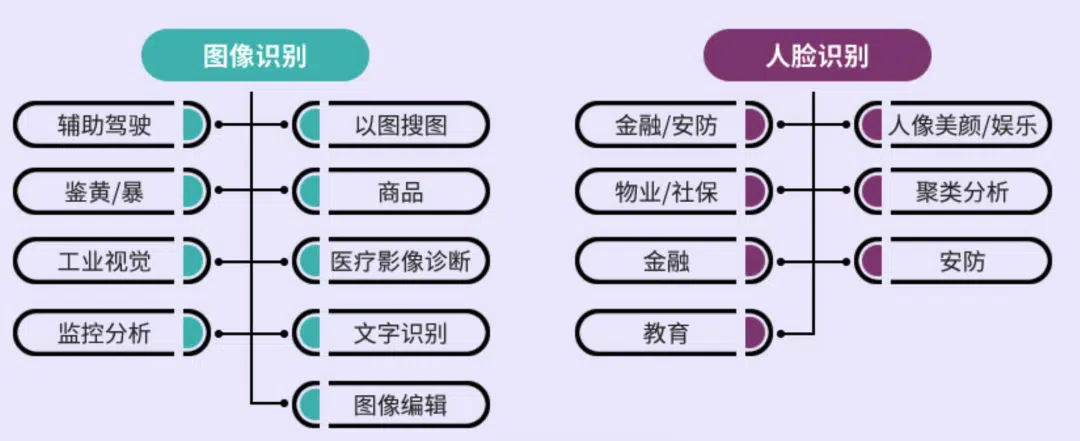 图像识别
辅助驾驶
以图搜图
鉴黄/暴
商品
工业视觉
医疗影像诊断
监控分析
文字识别
图像编辑
人脸识别
金融/安防
人像美颜/娱乐
物业/社保
聚类分析
金融
安防
教育